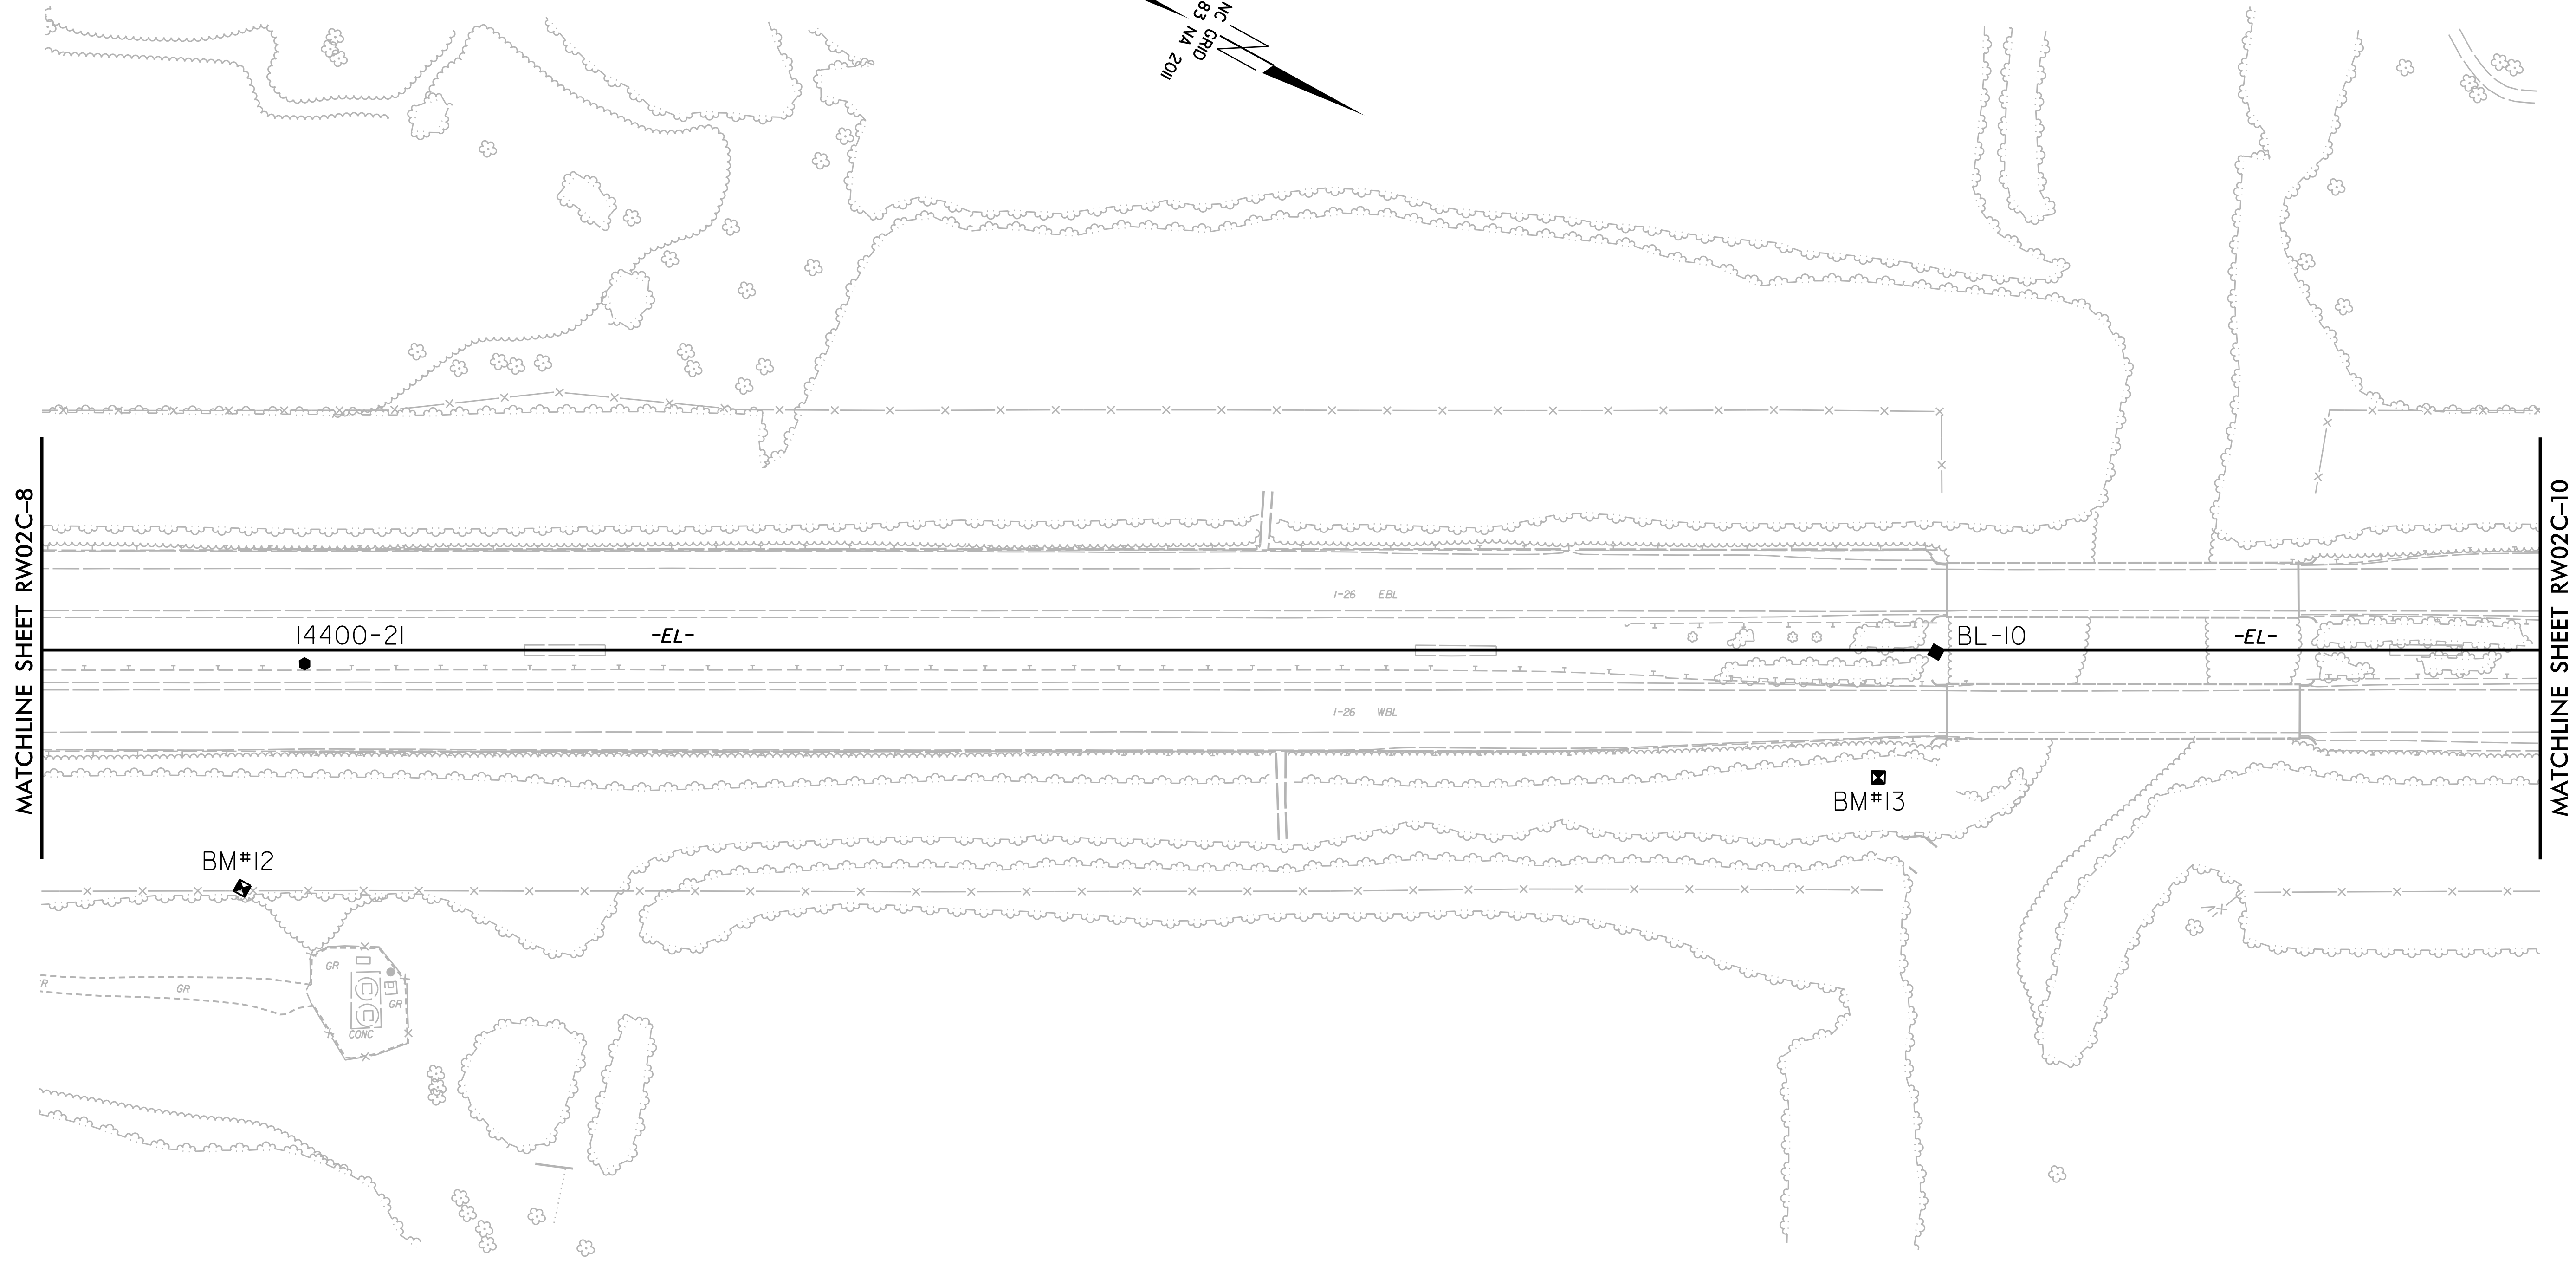 NC GRID
NAD 83 NA 2011
MATCHLINE SHEET RW02C-8
MATCHLINE SHEET RW02C-10
I-26 EBL
14400-21
-EL-
BL-10
-EL-
I-26 WBL
BM#13
BM#12
GR
GR
GR
CONC